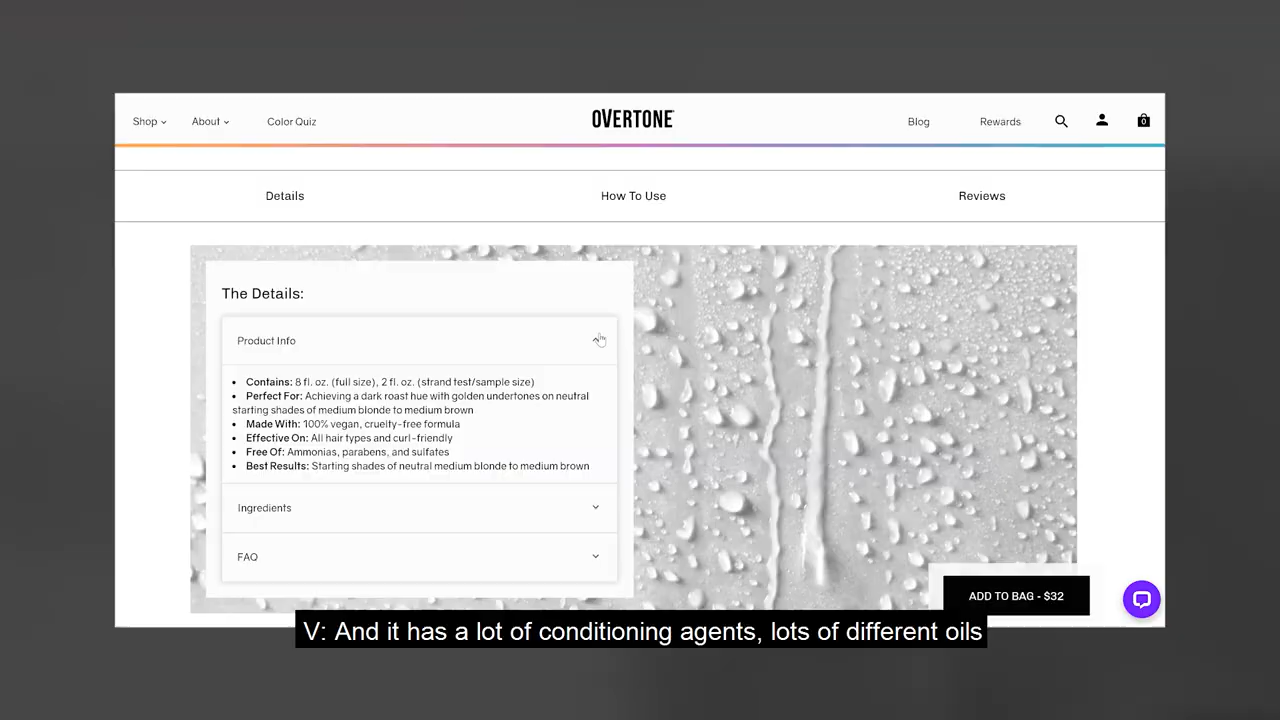 Shop
About
Color Quiz
OVERTONE
Blog
Rewards
0
Details
How To Use
Reviews
The Details:
Product Info
• Contains: 8 fl. oz. (full size), 2 fl. oz. (strand test/sample size)
• Perfect For: Achieving a dark roast hue with golden undertones on neutral
starting shades of medium blonde to medium brown
• Made With: 100% vegan, cruelty-free formula
• Effective On: All hair types and curl-friendly
• Free Of: Ammonias, parabens, and sulfates
• Best Results: Starting shades of neutral medium blonde to medium brown
Ingredients
FAQ
ADD TO BAG - $32
V: And it has a lot of conditioning agents, lots of different oils